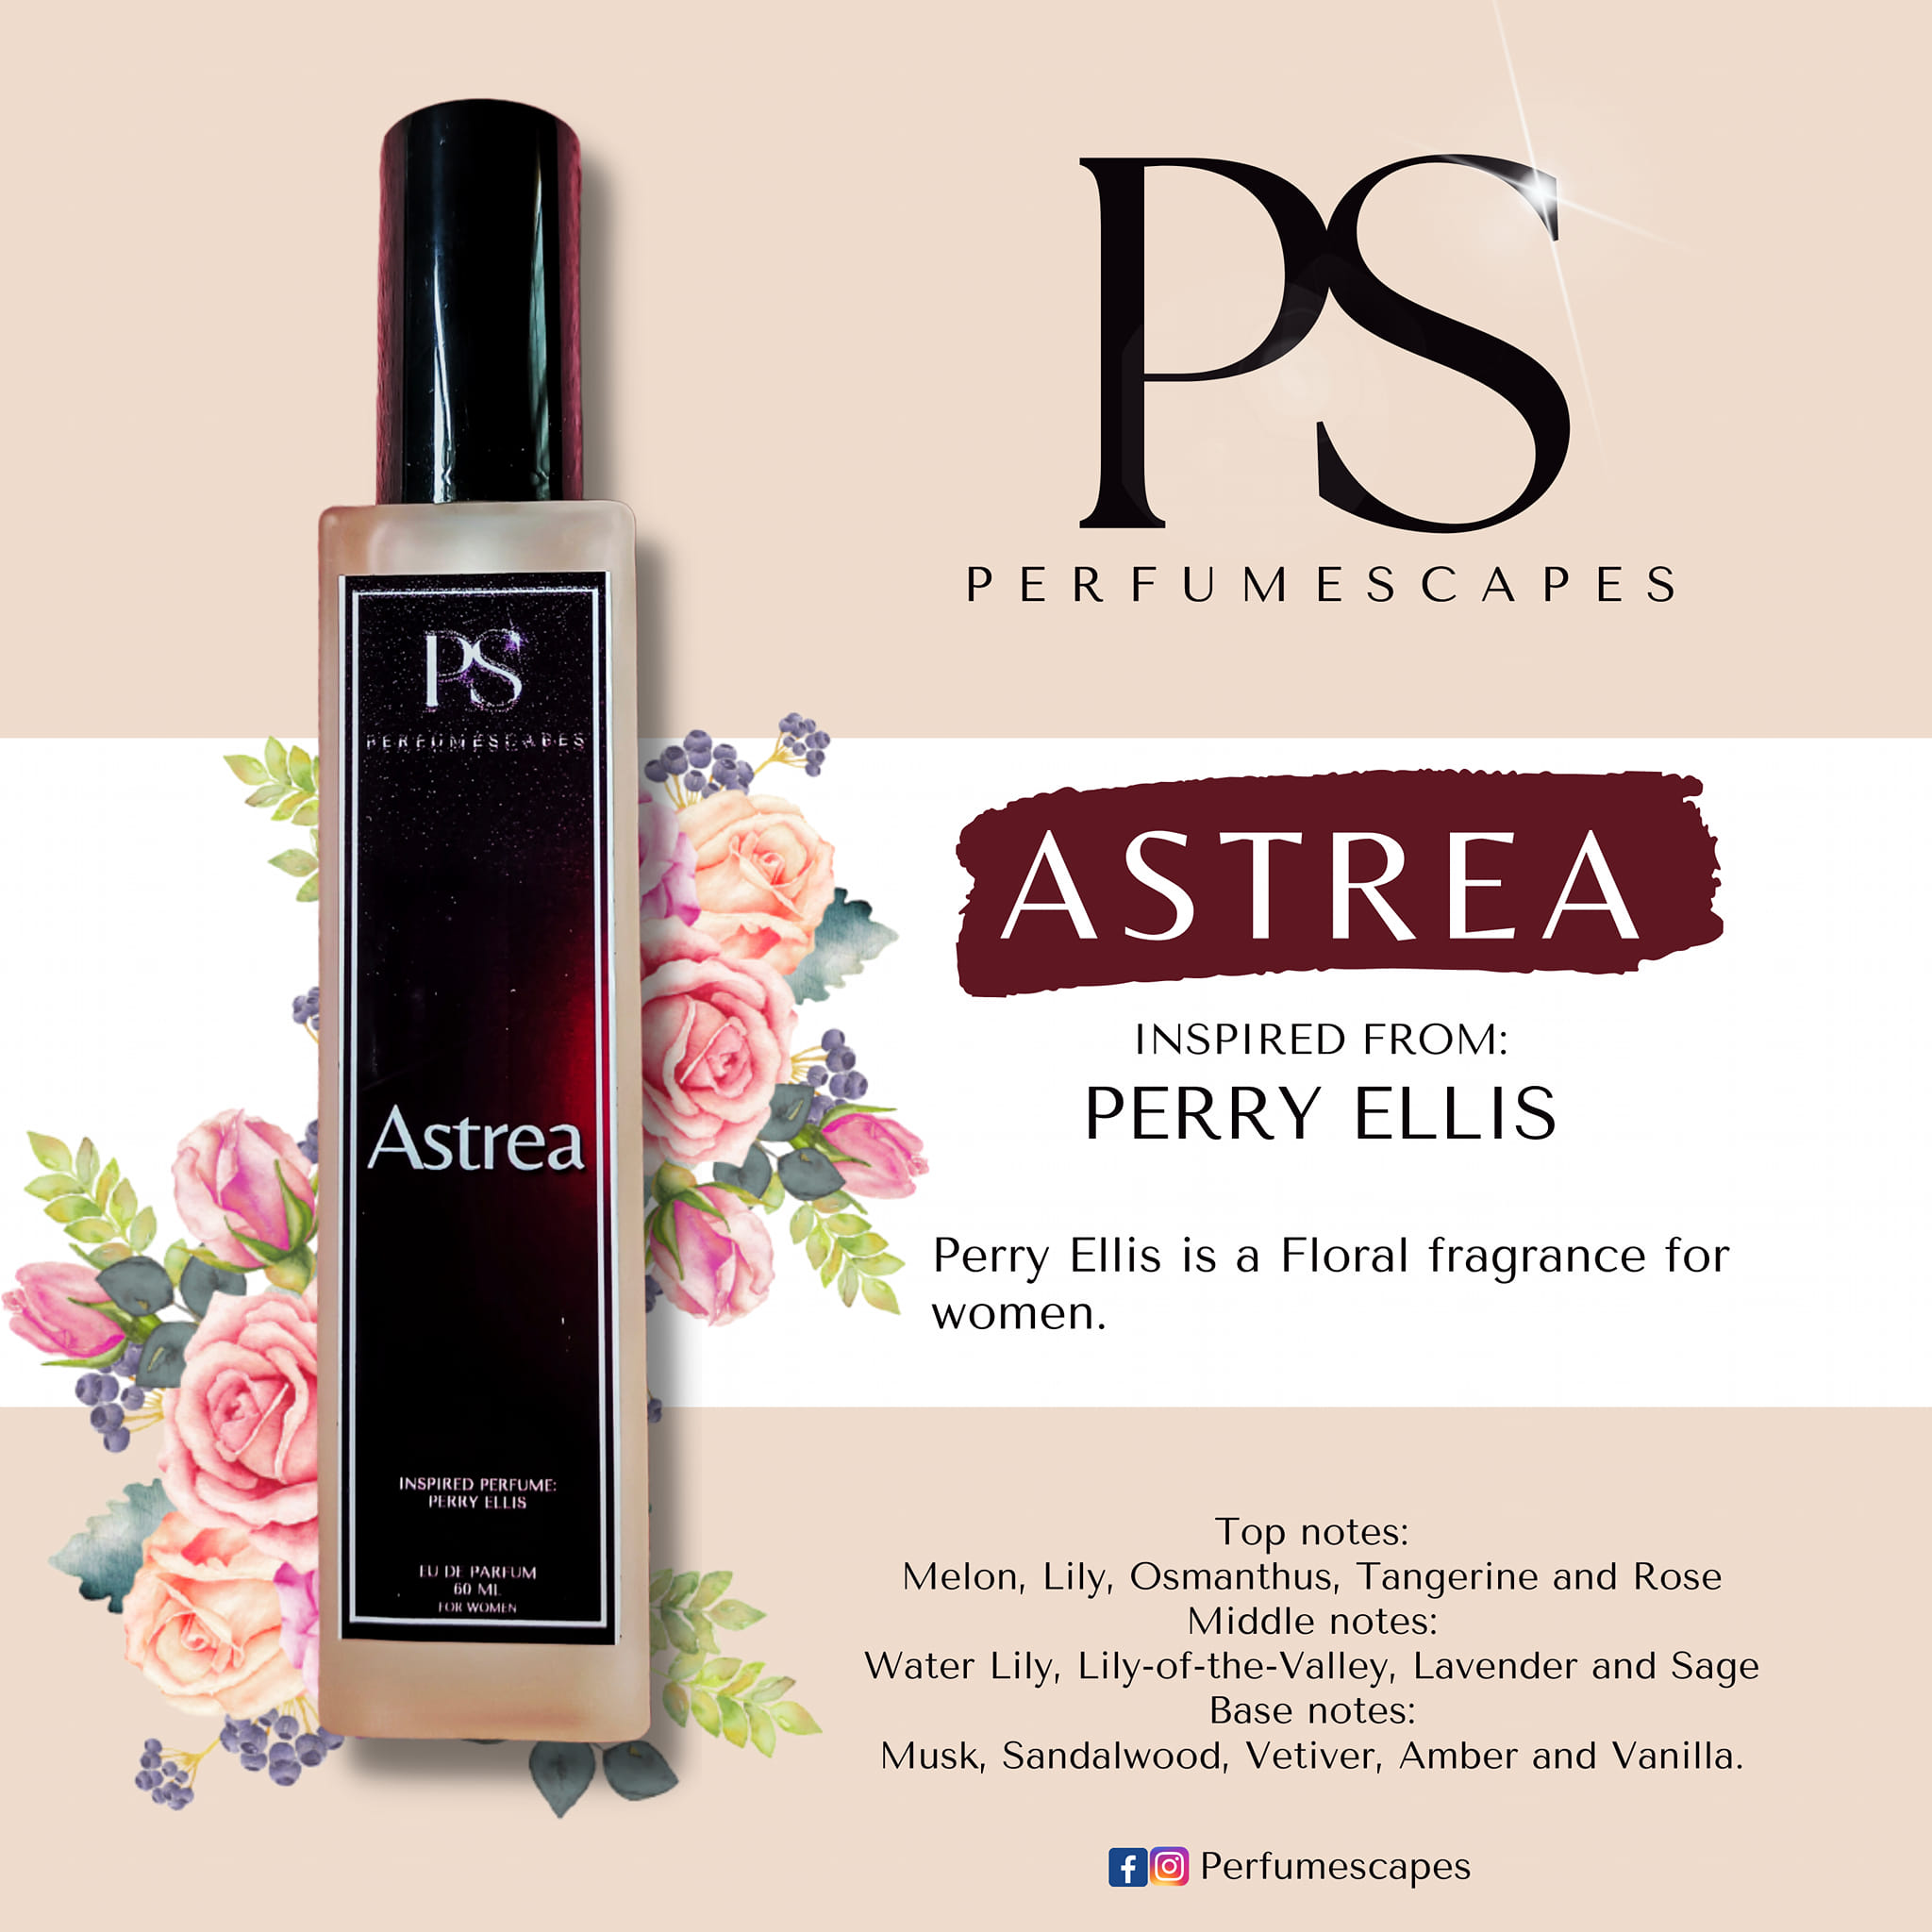 PS
PERFUMESCAPES
Astrea
INSPIRED PERFUME:
PERRY ELLIS
EU DE PARFUM
60 ML
FOR WOMEN
PS
PERFUMESCAPES
ASTREA
INSPIRED FROM:
PERRY ELLIS
Perry Ellis is a Floral fragrance for
women.
Top notes:
Melon, Lily, Osmanthus, Tangerine and Rose
Middle notes:
Water Lily, Lily-of-the-Valley, Lavender and Sage
Base notes:
Musk, Sandalwood, Vetiver, Amber and Vanilla.
Perfumescapes